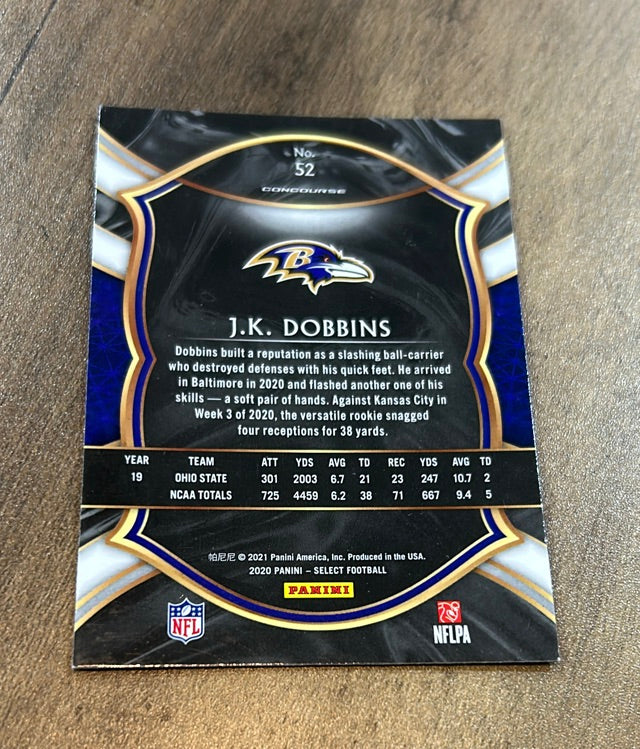 No.
52
CONCOURSE
B
J.K. DOBBINS
Dobbins built a reputation as a slashing ball-carrier
who destroyed defenses with his quick feet. He arrived
in Baltimore in 2020 and flashed another one of his
skills — a soft pair of hands. Against Kansas City in
Week 3 of 2020, the versatile rookie snagged
four receptions for 38 yards.
YEAR TEAM ATT YDS AVG TD REC YDS AVG TD
19 OHIO STATE 301 2003 6.7 21 23 247 10.7 2
NCAA TOTALS 725 4459 6.2 38 71 667 9.4 5
帕尼尼 © 2021 Panini America, Inc. Produced in the USA.
2020 PANINI – SELECT FOOTBALL
PANINI
NFL
NFLPA